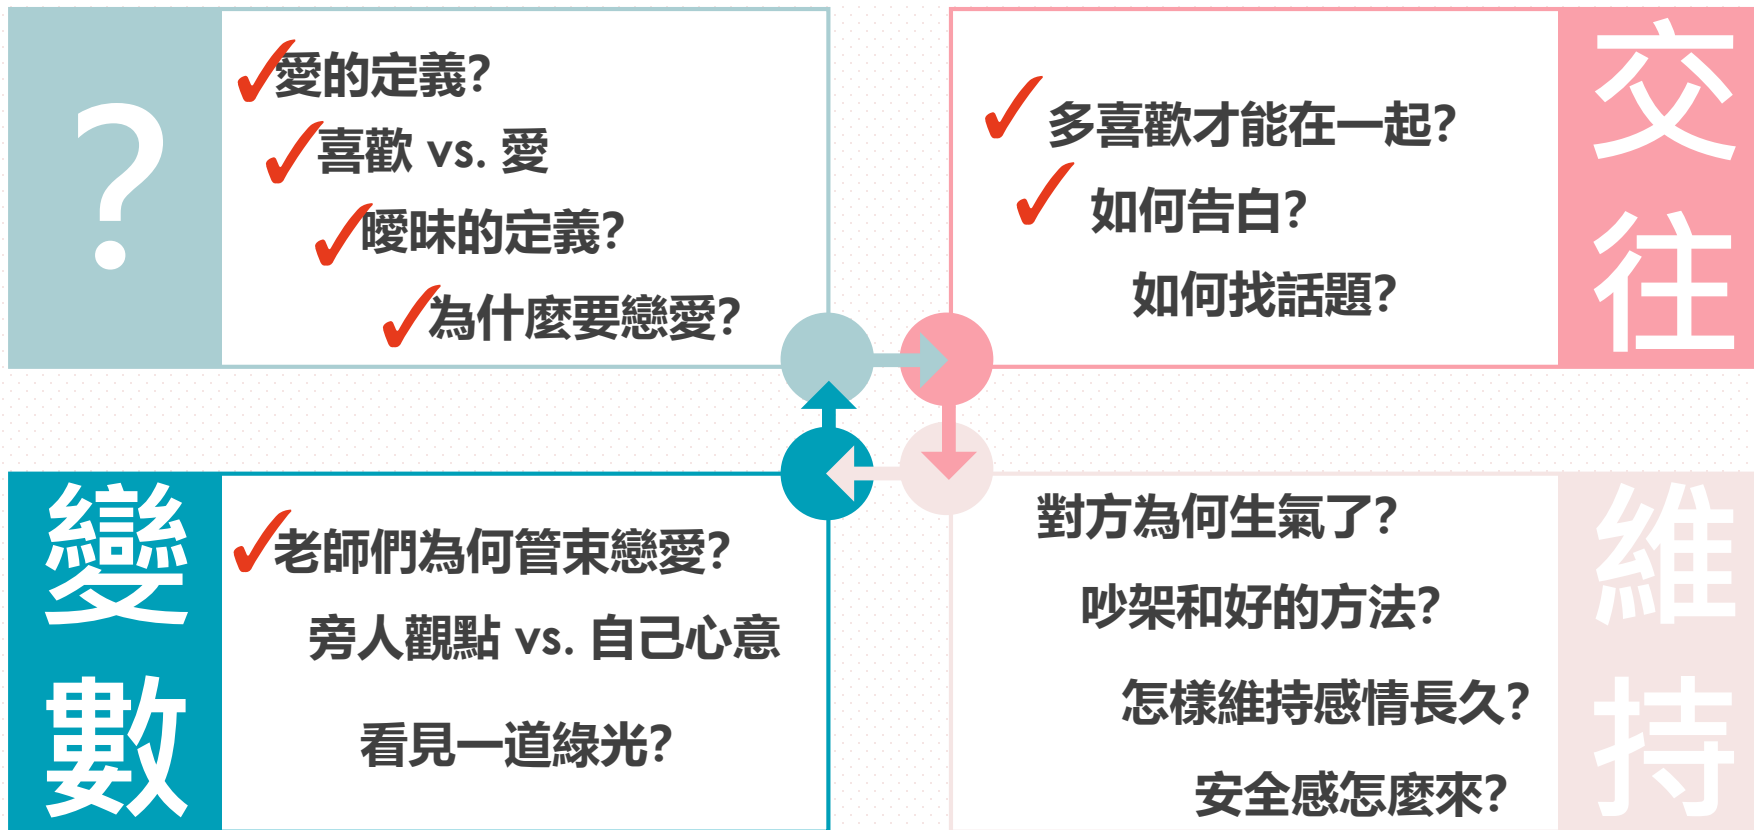 ?
愛的定義?
喜歡 vs. 愛
曖昧的定義?
為什麼要戀愛?
交往
多喜歡才能在一起?
如何告白?
如何找話題?
變數
老師們為何管束戀愛?
旁人觀點 vs. 自己心意
看見一道綠光?
維持
對方為何生氣了?
吵架和好的方法?
怎樣維持感情長久?
安全感怎麼來?